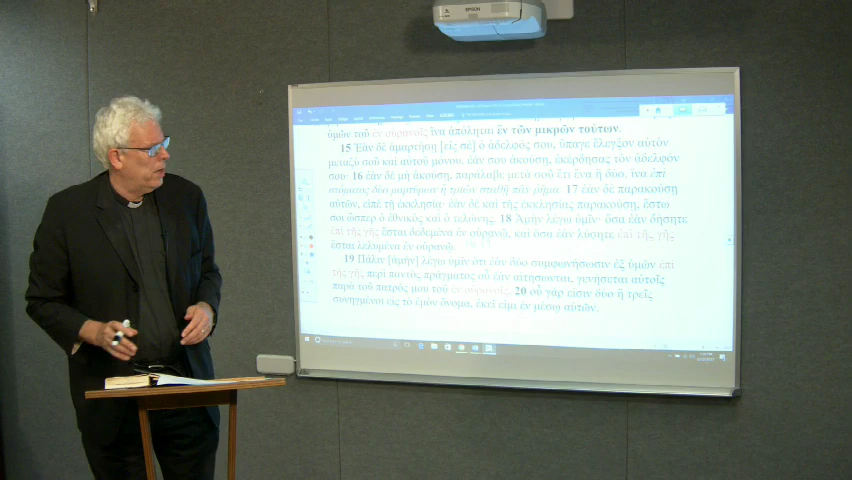 EPSON
ὑμῶν τοῦ ἐν οὐρανοῖς ἵνα ἀπόληται ἓν τῶν μικρῶν τούτων.
15 Ἐὰν δὲ ἁμαρτήσῃ [εἰς σὲ] ὁ ἀδελφός σου, ὕπαγε ἔλεγξον αὐτὸν
μεταξὺ σοῦ καὶ αὐτοῦ μόνου. ἐάν σου ἀκούσῃ, ἐκέρδησας τὸν ἀδελφόν
σου· 16 ἐὰν δὲ μὴ ἀκούσῃ, παράλαβε μετὰ σοῦ ἔτι ἕνα ἢ δύο, ἵνα ἐπὶ
στόματος δύο μαρτύρων ἢ τριῶν σταθῇ πᾶν ῥῆμα· 17 ἐὰν δὲ παρακούσῃ
αὐτῶν, εἰπὲ τῇ ἐκκλησίᾳ· ἐὰν δὲ καὶ τῆς ἐκκλησίας παρακούσῃ, ἔστω
σοι ὥσπερ ὁ ἐθνικὸς καὶ ὁ τελώνης. 18 Ἀμὴν λέγω ὑμῖν· ὅσα ἐὰν δήσητε
ἐπὶ τῆς γῆς ἔσται δεδεμένα ἐν οὐρανῷ, καὶ ὅσα ἐὰν λύσητε ἐπὶ τῆς γῆς
ἔσται λελυμένα ἐν οὐρανῷ.
19 Πάλιν [ἀμὴν] λέγω ὑμῖν ὅτι ἐὰν δύο συμφωνήσωσιν ἐξ ὑμῶν ἐπὶ
τῆς γῆς περὶ παντὸς πράγματος οὗ ἐὰν αἰτήσωνται, γενήσεται αὐτοῖς
παρὰ τοῦ πατρός μου τοῦ ἐν οὐρανοῖς. 20 οὗ γάρ εἰσιν δύο ἢ τρεῖς
συνηγμένοι εἰς τὸ ἐμὸν ὄνομα, ἐκεῖ εἰμι ἐν μέσῳ αὐτῶν.